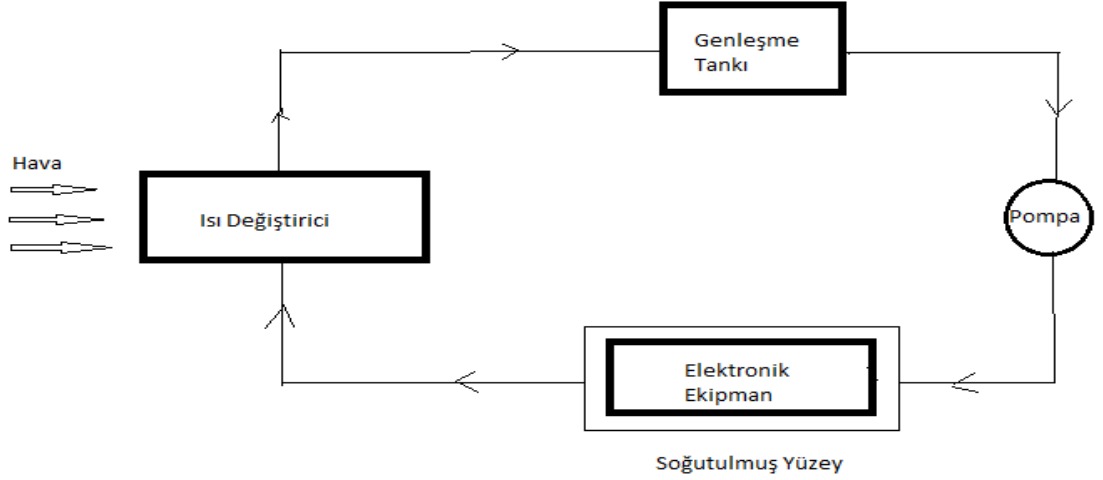 Genleşme
Tankı
Hava
Isı Değiştirici
Pompa
Elektronik
Ekipman
Soğutulmuş Yüzey